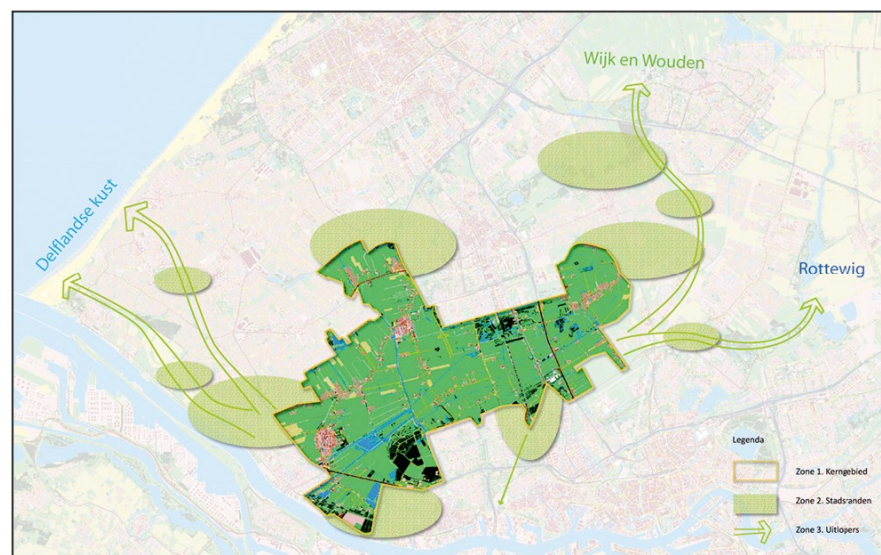 Wijk en Wouden
Delflandse kust
Rottewig
Legenda
Zone 1. Kerngebied
Zone 2. Stadsranden
Zone 3. Uitlopers